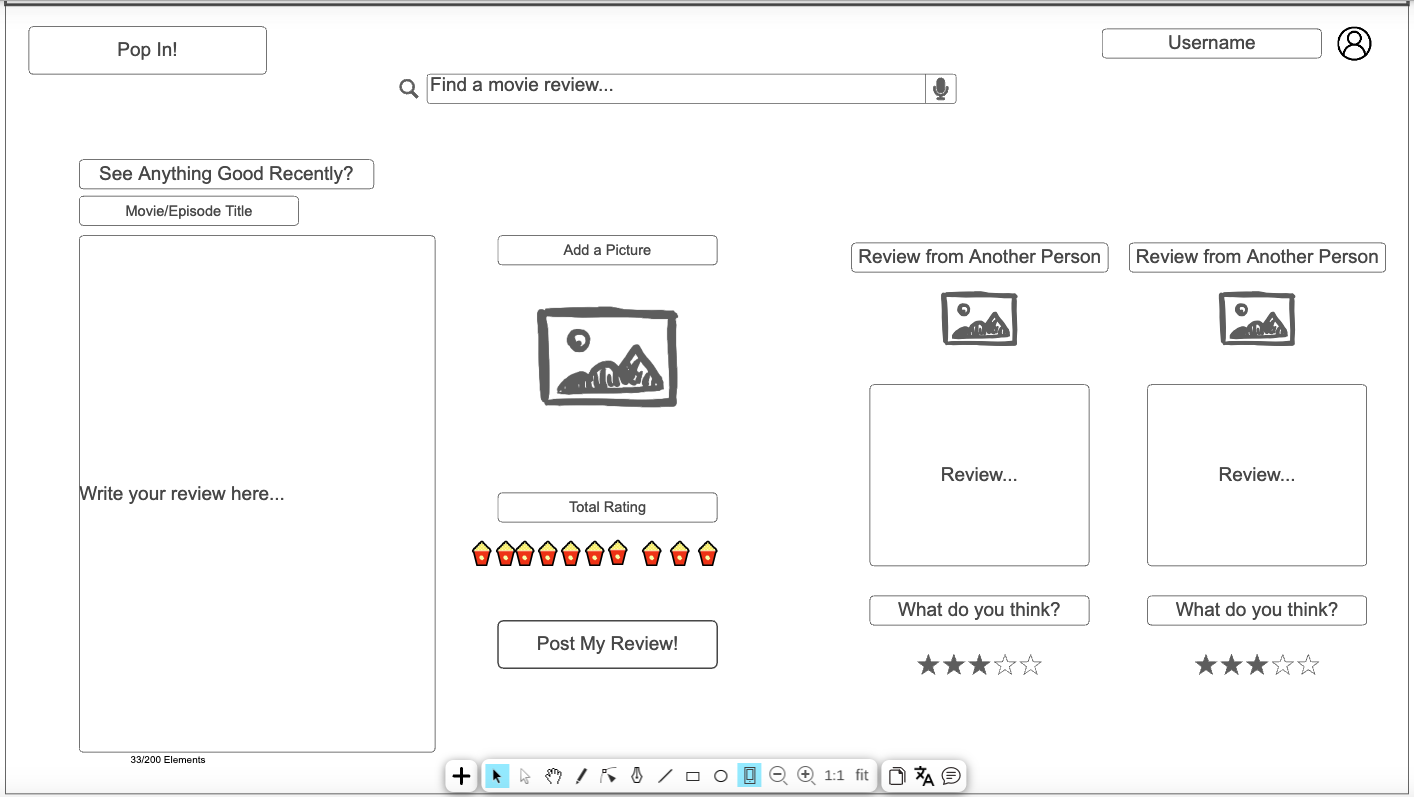 Pop In!
Username
Find a movie review...
See Anything Good Recently?
Movie/Episode Title
Add a Picture
Review from Another Person
Review from Another Person
Write your review here...
Review...
Review...
Total Rating
What do you think?
What do you think?
Post My Review!
33/200 Elements
1:1
fit